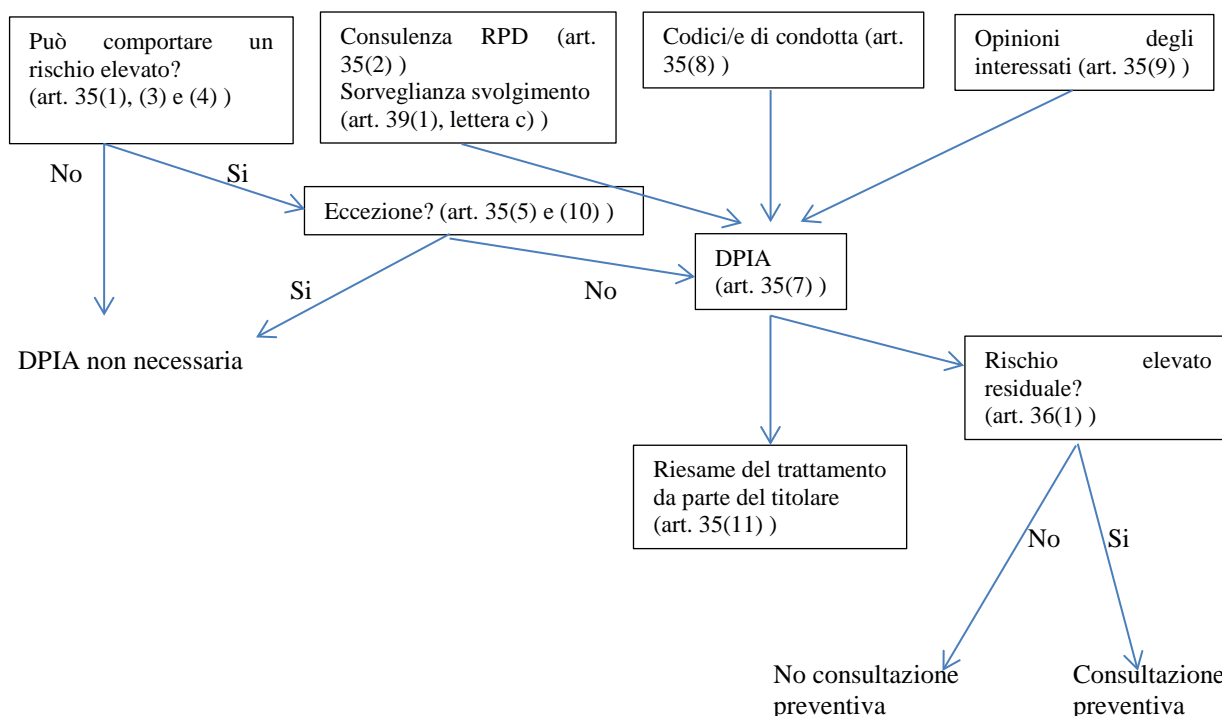 Può comportare un
rischio elevato?
(art. 35(1), (3) e (4) )
Consulenza RPD (art.
35(2) )
Sorveglianza svolgimento
(art. 39(1), lettera c) )
Codici/e di condotta (art.
35(8) )
Opinioni degli
interessati (art. 35(9) )
No
Si
Eccezione? (art. 35(5) e (10) )
DPIA
(art. 35(7) )
Si
No
DPIA non necessaria
Rischio elevato
residuale?
(art. 36(1) )
Riesame del trattamento
da parte del titolare
(art. 35(11) )
No
Si
No consultazione
preventiva
Consultazione
preventiva